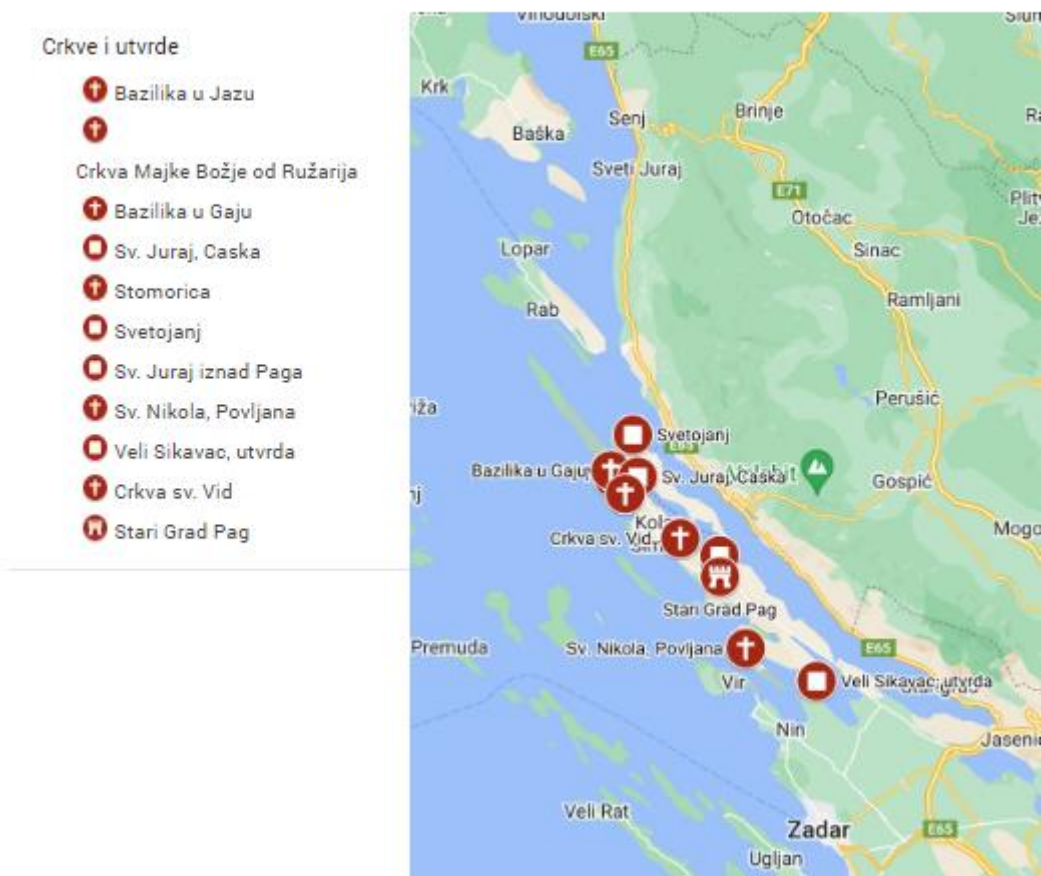 Crkve i utvrde
Bazilika u Jazu
Crkva Majke Božje od Ružarija
Bazilika u Gaju
Sv. Juraj, Caska
Stomorica
Svetojanj
Sv. Juraj iznad Paga
Sv. Nikola, Povljana
Veli Sikavac, utvrda
Crkva sv. Vid
Stari Grad Pag
E65
Krk
Senj
Brinje
Baška
Sveti Juraj
E71
Otočac
Lopar
Sinac
Rab
Ramljani
Perušić
Svetojanj
E65
Bazilika u Gaju
Sv. Juraj, Caska
Gospić
Crkva sv. Vid
Stari Grad Pag
Premuda
Sv. Nikola, Povljana
E65
Vir
Veli Sikavac, utvrda
Nin
Veli Rat
Zadar
E65
Ugljan